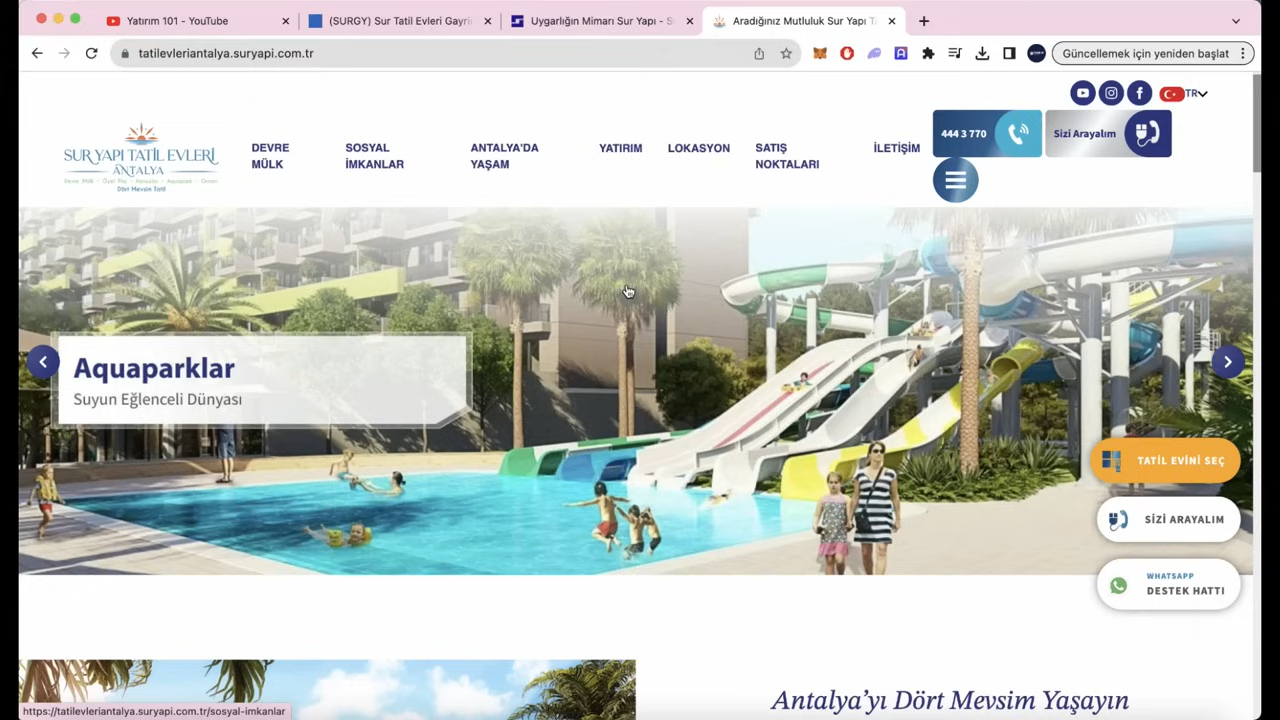 Yatırım 101 - YouTube
(SURGY) Sur Tatil Evleri Gayri
Uygarlığın Mimarı Sur Yapı - S
Aradığınız Mutluluk Sur Yapı T
tatilevleriantalya.suryapi.com.tr
Güncellemek için yeniden başlat
TR
SUR YAPI TATİL EVLERİ
ANTALYA
Dört Mevsim Tatil
DEVRE
MÜLK
SOSYAL
İMKANLAR
ANTALYA'DA
YAŞAM
YATIRIM
LOKASYON
SATIŞ
NOKTALARI
İLETİŞİM
444 3 770
Sizi Arayalım
Aquaparklar
Suyun Eğlenceli Dünyası
TATİL EVİNİ SEÇ
SİZİ ARAYALIM
WHATSAPP
DESTEK HATTI
Antalya’yı Dört Mevsim Yaşayın
https://tatilevleriantalya.suryapi.com.tr/sosyal-imkanlar